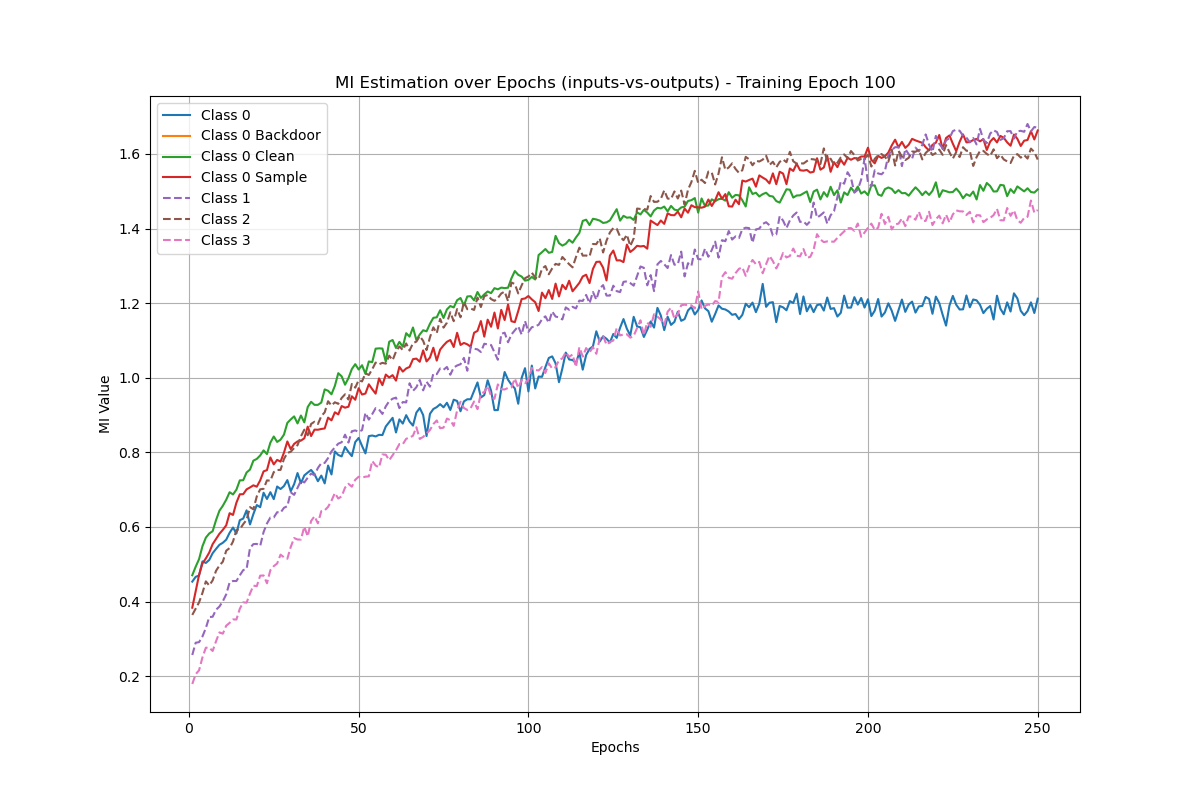 MI Estimation over Epochs (inputs-vs-outputs) - Training Epoch 100
Class 0
Class 0 Backdoor
Class 0 Clean
Class 0 Sample
Class 1
Class 2
Class 3
MI Value
1.6
1.4
1.2
1.0
0.8
0.6
0.4
0.2
0
50
100
150
200
250
Epochs